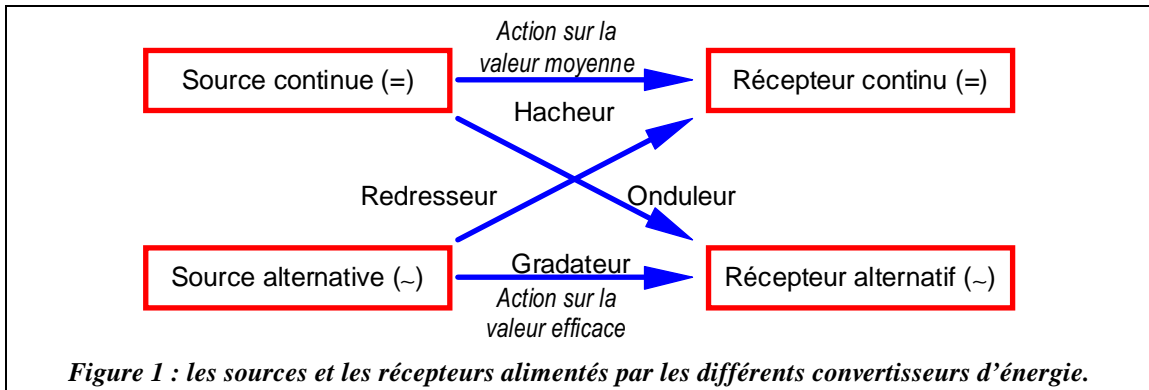 Action sur la
valeur moyenne
Source continue (=)
Récepteur continu (=)
Hacheur
Redresseur
Onduleur
Gradateur
Source alternative (~)
Récepteur alternatif (~)
Action sur la
valeur efficace
Figure 1 : les sources et les récepteurs alimentés par les différents convertisseurs d’énergie.